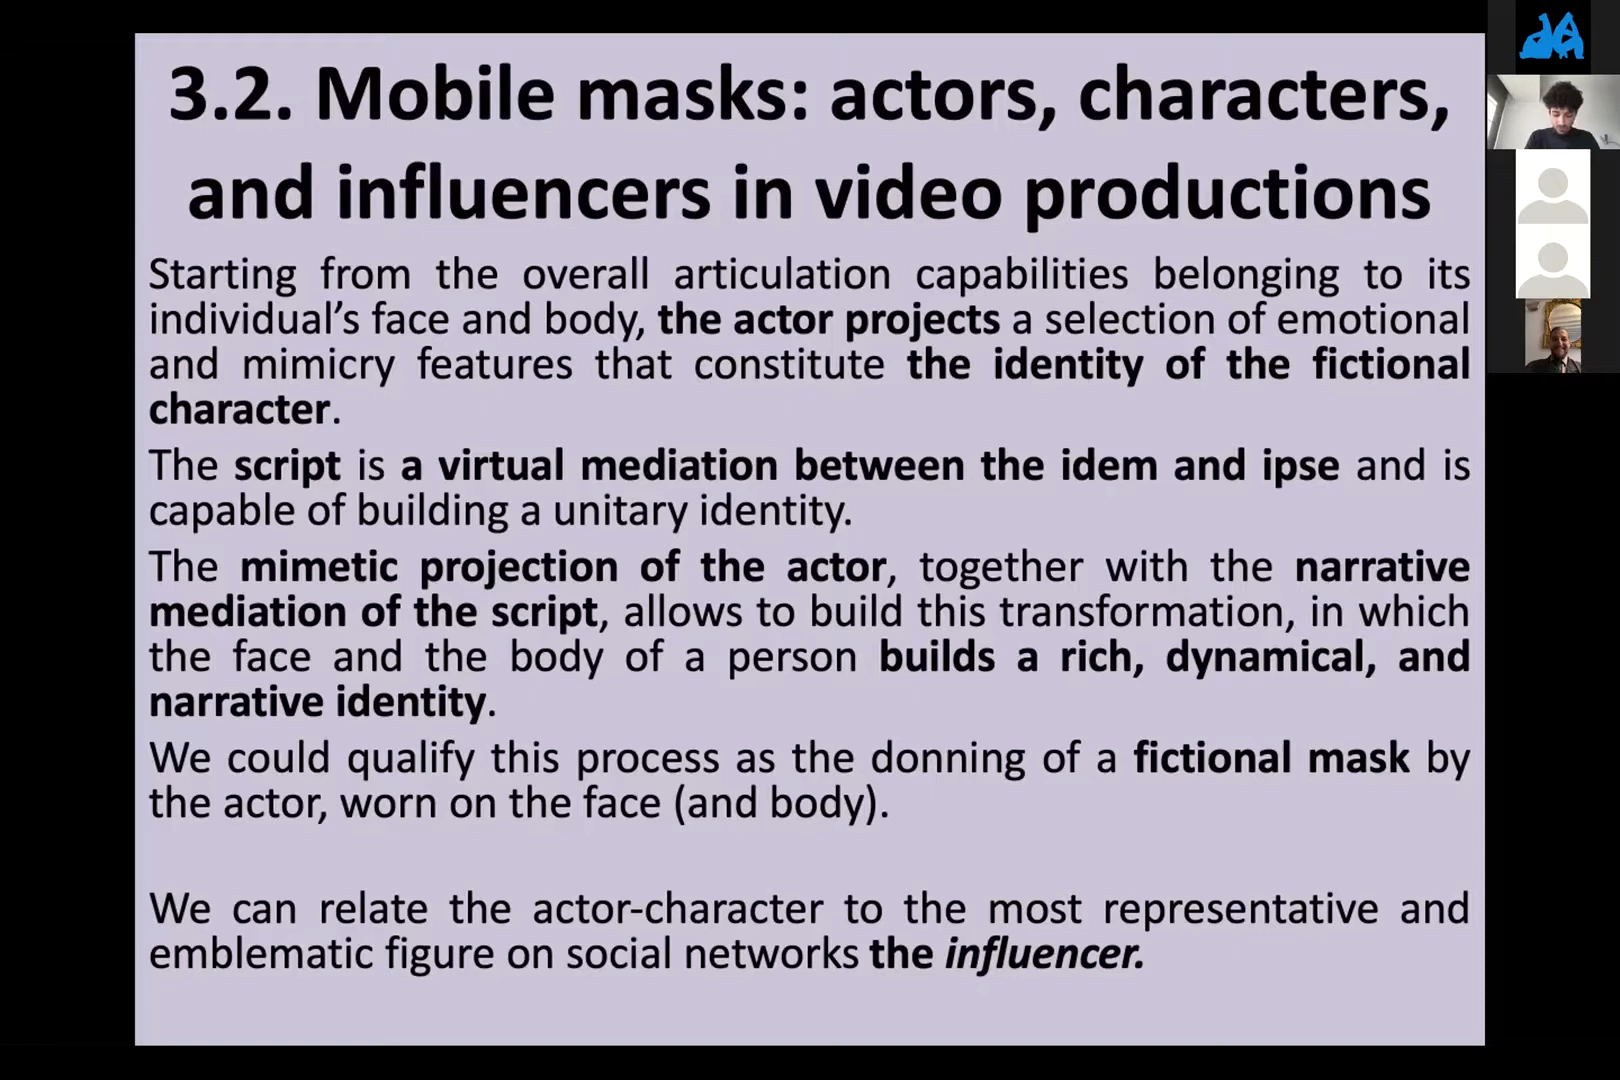 3.2. Mobile masks: actors, characters,
and influencers in video productions
Starting from the overall articulation capabilities belonging to its
individual’s face and body, the actor projects a selection of emotional
and mimicry features that constitute the identity of the fictional
character.
The script is a virtual mediation between the idem and ipse and is
capable of building a unitary identity.
The mimetic projection of the actor, together with the narrative
mediation of the script, allows to build this transformation, in which
the face and the body of a person builds a rich, dynamical, and
narrative identity.
We could qualify this process as the donning of a fictional mask by
the actor, worn on the face (and body).
We can relate the actor-character to the most representative and
emblematic figure on social networks the influencer.